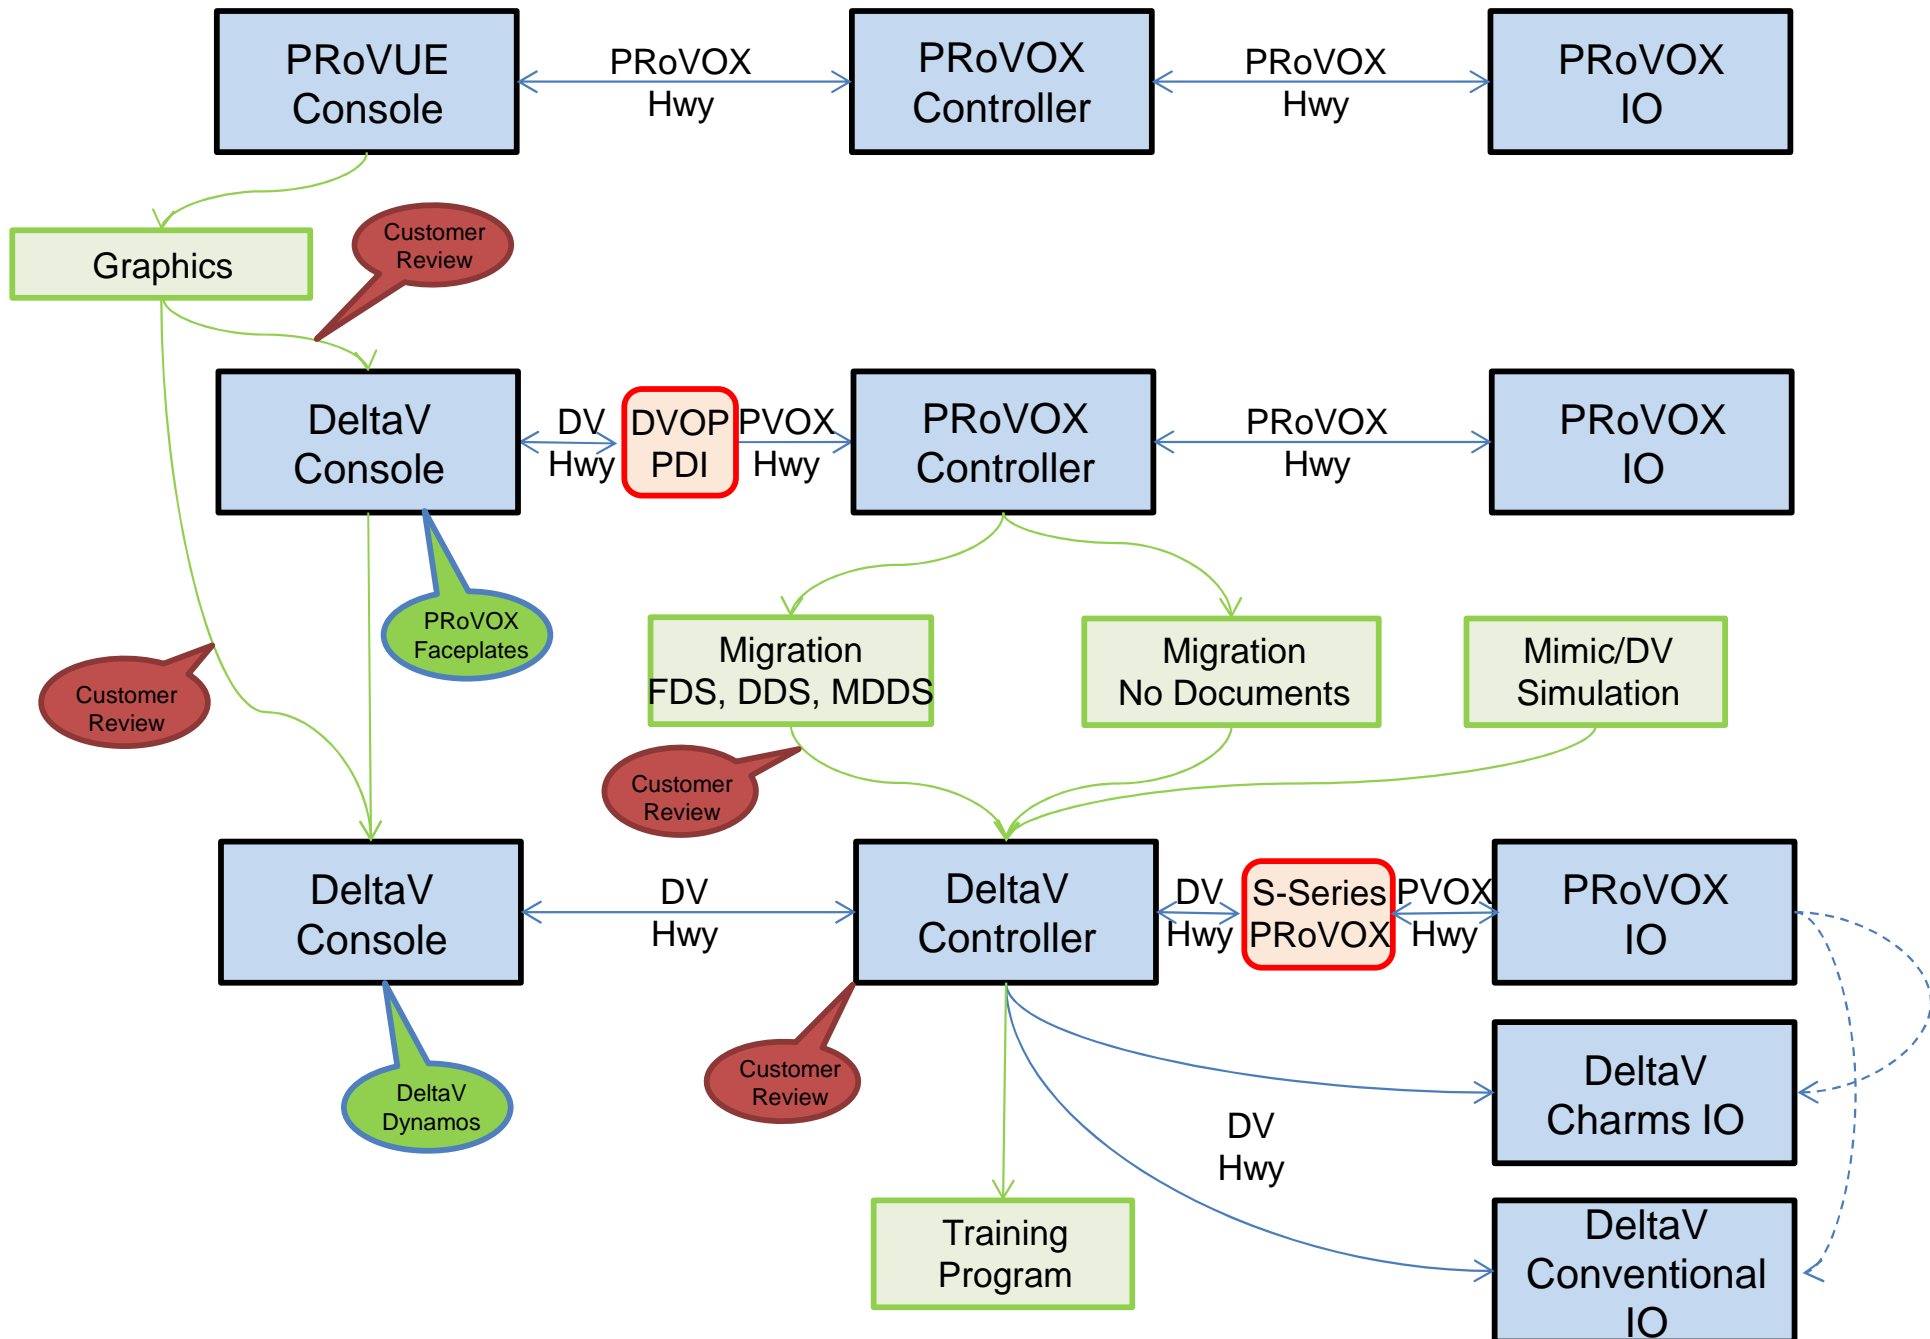 PRoVUE
Console
PRoVOX
Hwy
PRoVOX
Controller
PRoVOX
Hwy
PRoVOX
IO
Graphics
Customer
Review
DeltaV
Console
DV
Hwy
DVOP
PDI
PVOX
Hwy
PRoVOX
Controller
PRoVOX
Hwy
PRoVOX
IO
PRoVOX
Faceplates
Customer
Review
Migration
FDS, DDS, MDDS
Migration
No Documents
Mimic/DV
Simulation
Customer
Review
DeltaV
Console
DV
Hwy
DeltaV
Controller
DV
Hwy
S-Series
PRoVOX
PVOX
Hwy
PRoVOX
IO
DeltaV
Dynamos
Customer
Review
DeltaV
Charms IO
DV
Hwy
Training
Program
DeltaV
Conventional
IO